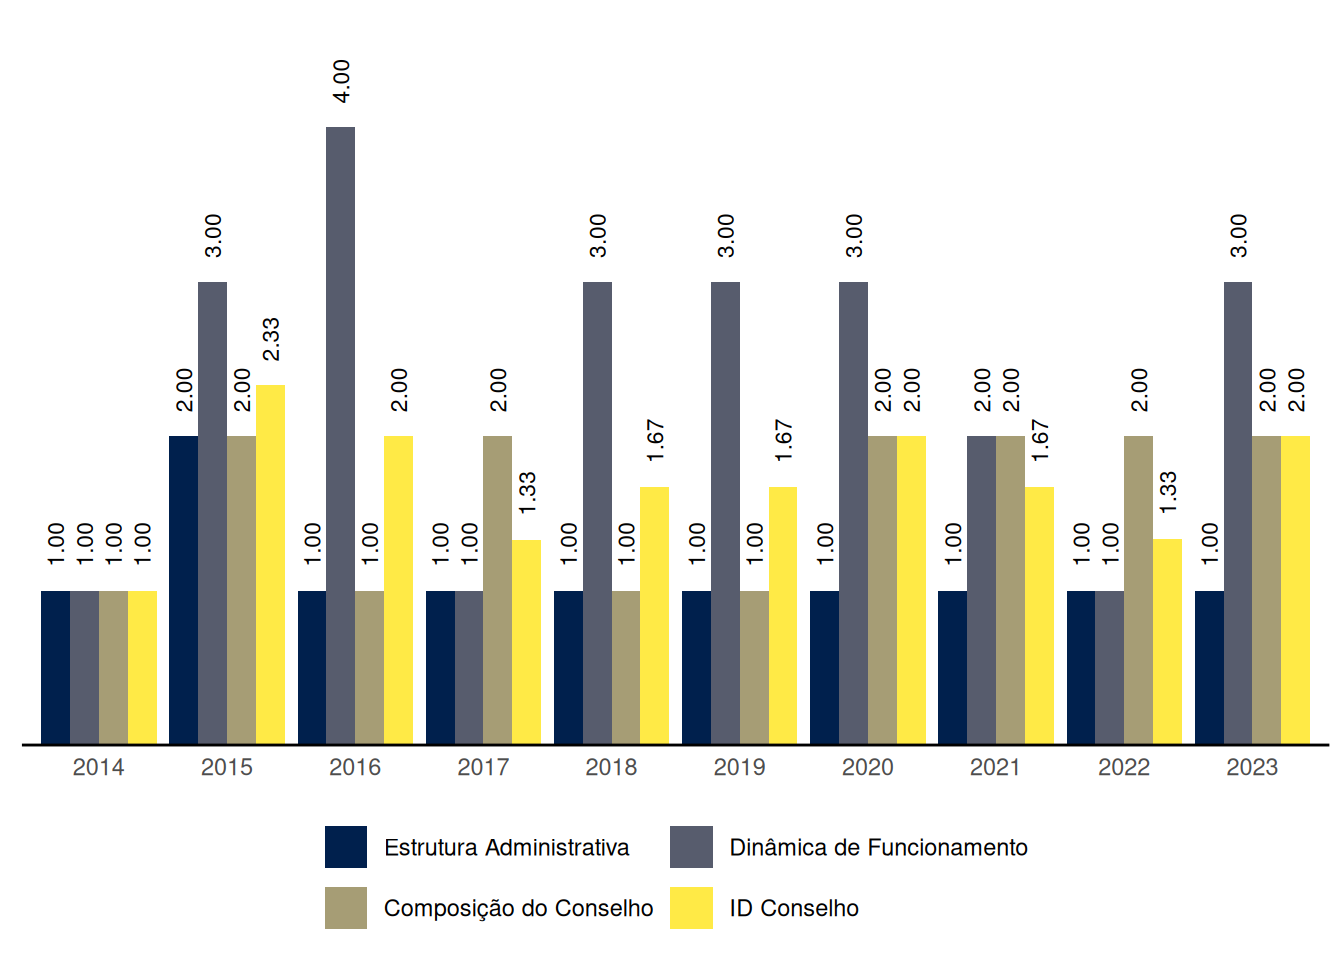 4.00
3.00 3.00 3.00 3.00 3.00
2.33
2.00 2.00 2.00 2.00 2.00 2.00 2.00 2.00 2.00 2.00 2.00
1.67 1.67 1.67
1.33 1.33
1.00 1.00 1.00 1.00 1.00 1.00 1.00 1.00 1.00 1.00 1.00 1.00 1.00 1.00 1.00 1.00 1.00 1.00
2014 2015 2016 2017 2018 2019 2020 2021 2022 2023
Estrutura Administrativa Dinâmica de Funcionamento
Composição do Conselho ID Conselho